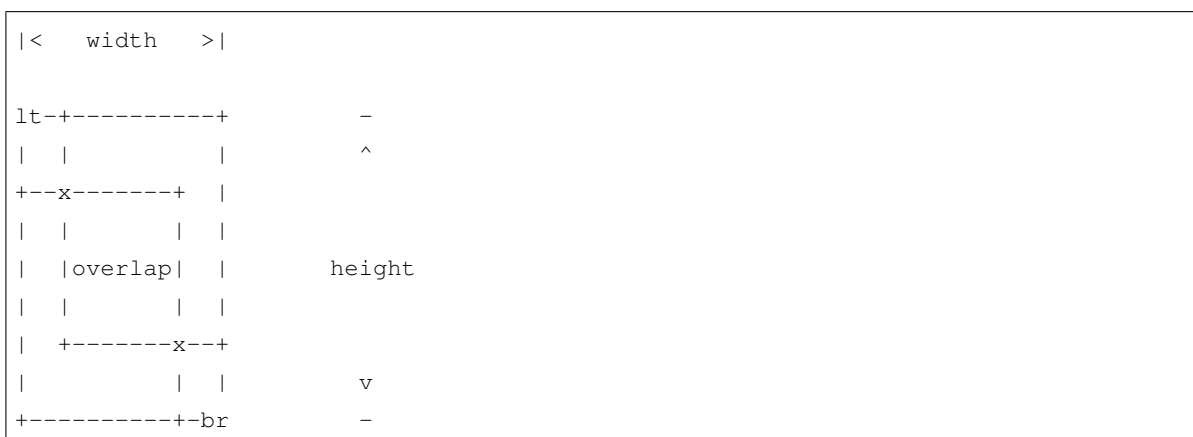 |<   width   >|
lt-+----------+          -
|  |          |          ^
+--x-------+  |
|  |       |  |
|  |overlap|  |        height
|  |       |  |
|  +-------x--+
|          |  |          v
+----------+-br          -